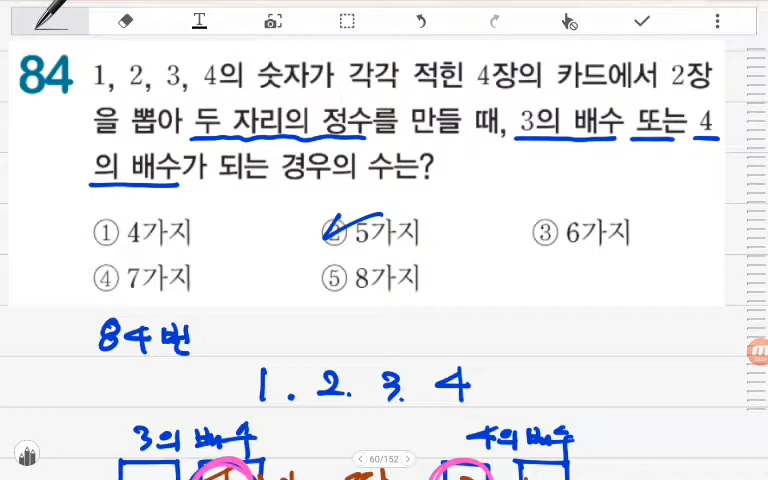 84 1, 2, 3, 4의 숫자가 각각 적힌 4장의 카드에서 2장
을 뽑아 두 자리의 정수를 만들 때, 3의 배수 또는 4
의 배수가 되는 경우의 수는?
① 4가지 ② 5가지 ③ 6가지
④ 7가지 ⑤ 8가지
84번
1. 2. 3. 4
3의 배수 4의 배수
60/152